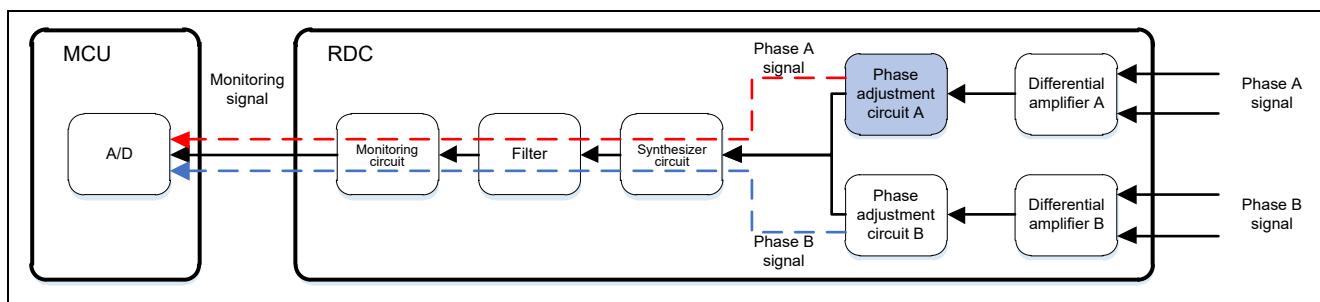 MCU
RDC
Monitoring
signal
A/D
Monitoring
circuit
Filter
Synthesizer
circuit
Phase A
signal
Phase
adjustment
circuit A
Differential
amplifier A
Phase A
signal
Phase B
signal
Phase
adjustment
circuit B
Differential
amplifier B
Phase B
signal